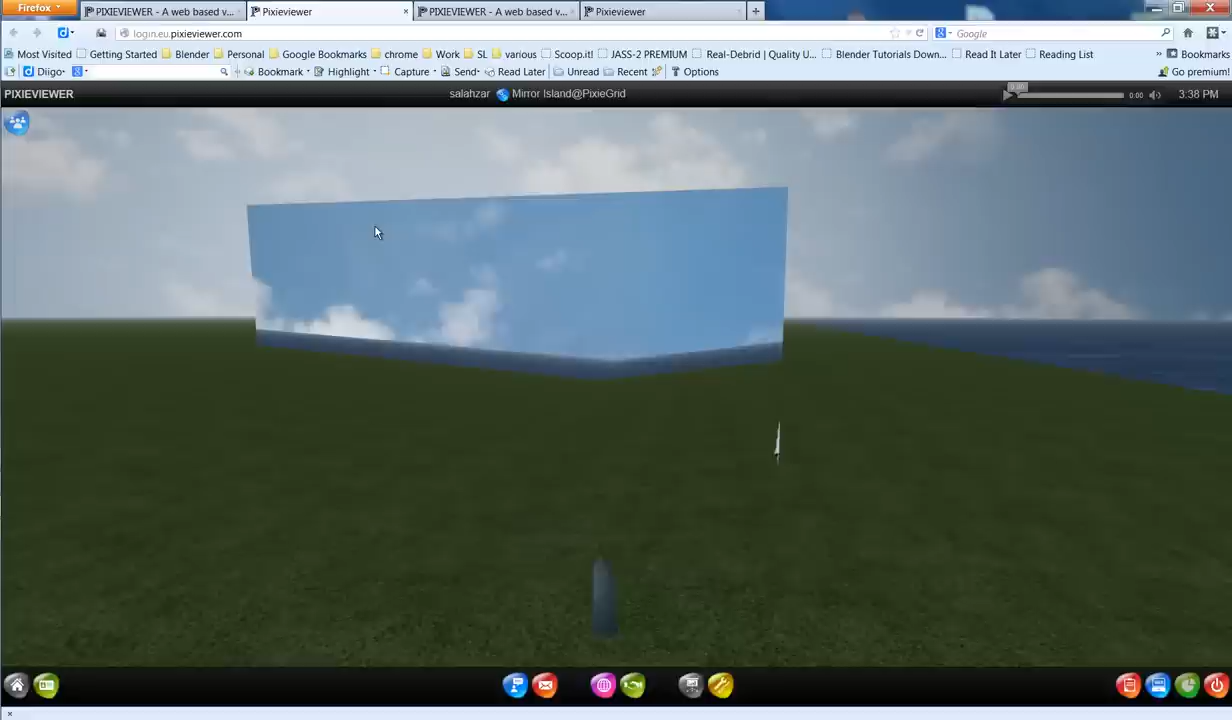 Firefox
PIXIEVIEWER - A web based v... Pixieviewer PIXIEVIEWER - A web based v... Pixieviewer
login.eu.pixieviewer.com Google
Most Visited Getting Started Blender Personal Google Bookmarks chrome Work SL various Scoop.it! JASS-2 PREMIUM Real-Debrid | Quality U... Blender Tutorials Down... Read It Later Reading List Bookmarks
Diigo Bookmark Highlight Capture Send Read Later Unread Recent Options Go premium!
PIXIEVIEWER salahzar Mirror Island@PixieGrid 0:00 0:00 3:38 PM